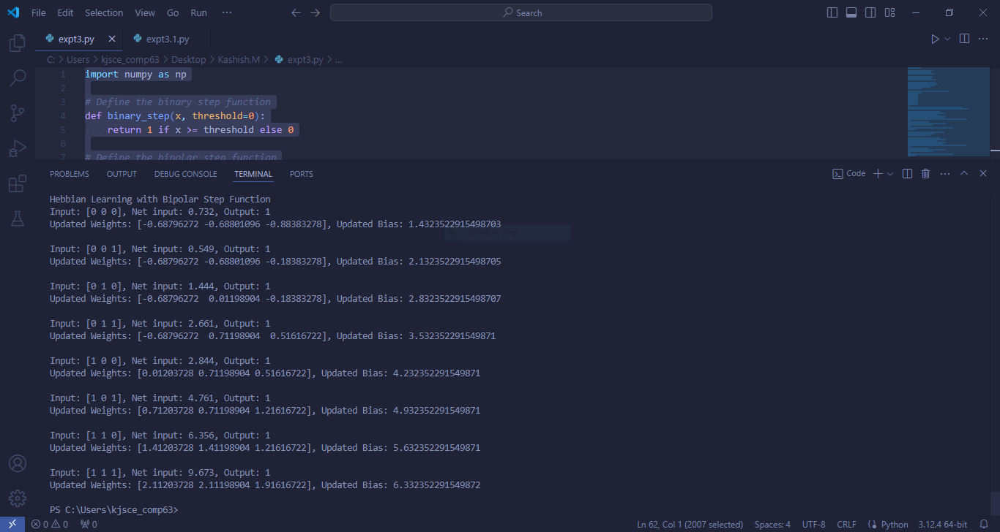 File Edit Selection View Go Run ··· Search
expt3.py expt3.1.py
C: > Users > kjsce_comp63 > Desktop > Kashish.M > expt3.py > ...
1 import numpy as np
2
3 # Define the binary step function
4 def binary_step(x, threshold=0):
5 return 1 if x >= threshold else 0
6
7 # Define the bipolar step function
PROBLEMS OUTPUT DEBUG CONSOLE TERMINAL PORTS Code
Hebbian Learning with Bipolar Step Function
Input: [0 0 0], Net input: 0.732, Output: 1
Updated Weights: [-0.68796272 -0.68801096 -0.88383278], Updated Bias: 1.4323522915498703
Input: [0 0 1], Net input: 0.549, Output: 1
Updated Weights: [-0.68796272 -0.68801096 -0.18383278], Updated Bias: 2.1323522915498705
Input: [0 1 0], Net input: 1.444, Output: 1
Updated Weights: [-0.68796272  0.01198904 -0.18383278], Updated Bias: 2.8323522915498707
Input: [0 1 1], Net input: 2.661, Output: 1
Updated Weights: [-0.68796272  0.71198904  0.51616722], Updated Bias: 3.532352291549871
Input: [1 0 0], Net input: 2.844, Output: 1
Updated Weights: [0.01203728 0.71198904 0.51616722], Updated Bias: 4.232352291549871
Input: [1 0 1], Net input: 4.761, Output: 1
Updated Weights: [0.71203728 0.71198904 1.21616722], Updated Bias: 4.932352291549871
Input: [1 1 0], Net input: 6.356, Output: 1
Updated Weights: [1.41203728 1.41198904 1.21616722], Updated Bias: 5.632352291549871
Input: [1 1 1], Net input: 9.673, Output: 1
Updated Weights: [2.11203728 2.11198904 1.91616722], Updated Bias: 6.332352291549872
PS C:\Users\kjsce_comp63>
0 0 0 Ln 62, Col 1 (2007 selected) Spaces: 4 UTF-8 CRLF Python 3.12.4 64-bit